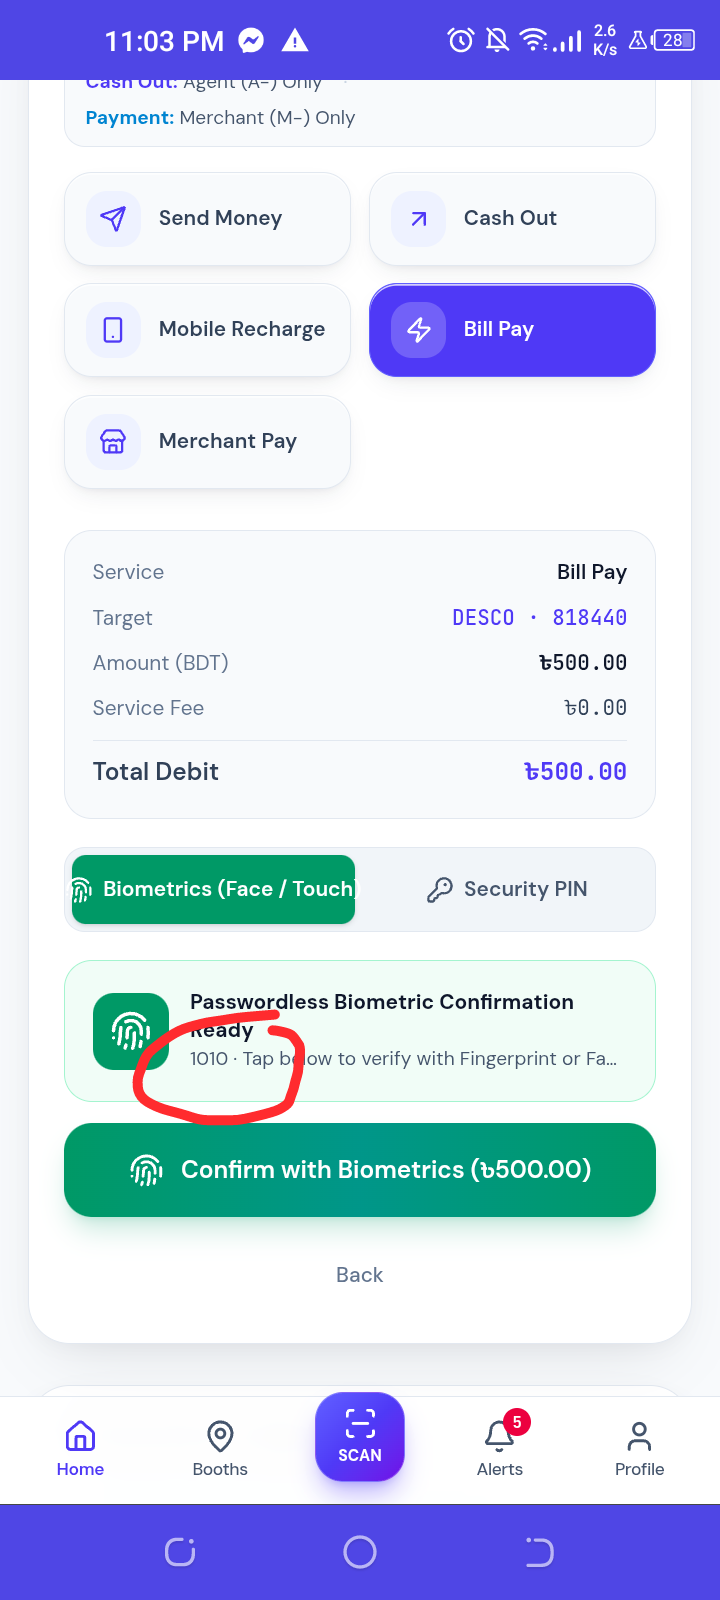 11:03 PM
2.6
K/s
28
Cash Out: Agent (A-) Only
Payment: Merchant (M-) Only
Send Money
Cash Out
Mobile Recharge
Bill Pay
Merchant Pay
Service Bill Pay
Target DESCO · 818440
Amount (BDT) ৳500.00
Service Fee ৳0.00
Total Debit ৳500.00
Biometrics (Face / Touch)
Security PIN
Passwordless Biometric Confirmation
Ready
1010 · Tap below to verify with Fingerprint or Fa...
Confirm with Biometrics (৳500.00)
Back
Home
Booths
SCAN
5
Alerts
Profile